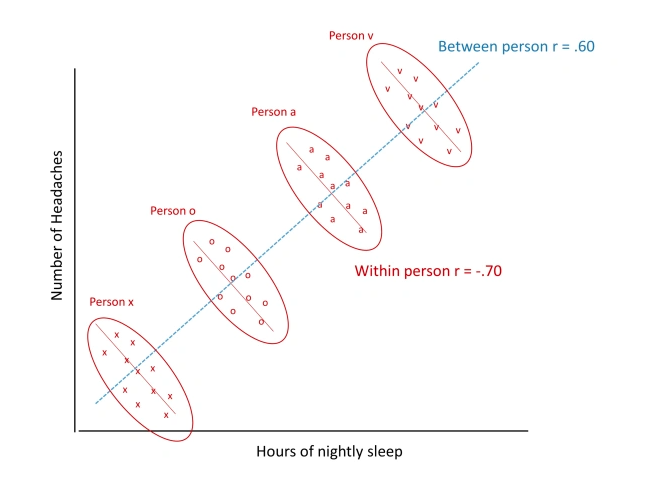 Person v
Between person r = .60
Person a
Person o
Within person r = -.70
Person x
Number of Headaches
Hours of nightly sleep
v v
v v v v
v v v
v v
a a
a a
a a
a a a
a a
o o
o o
o o
o o o
o o
x x
x x
x x
x x x
x x